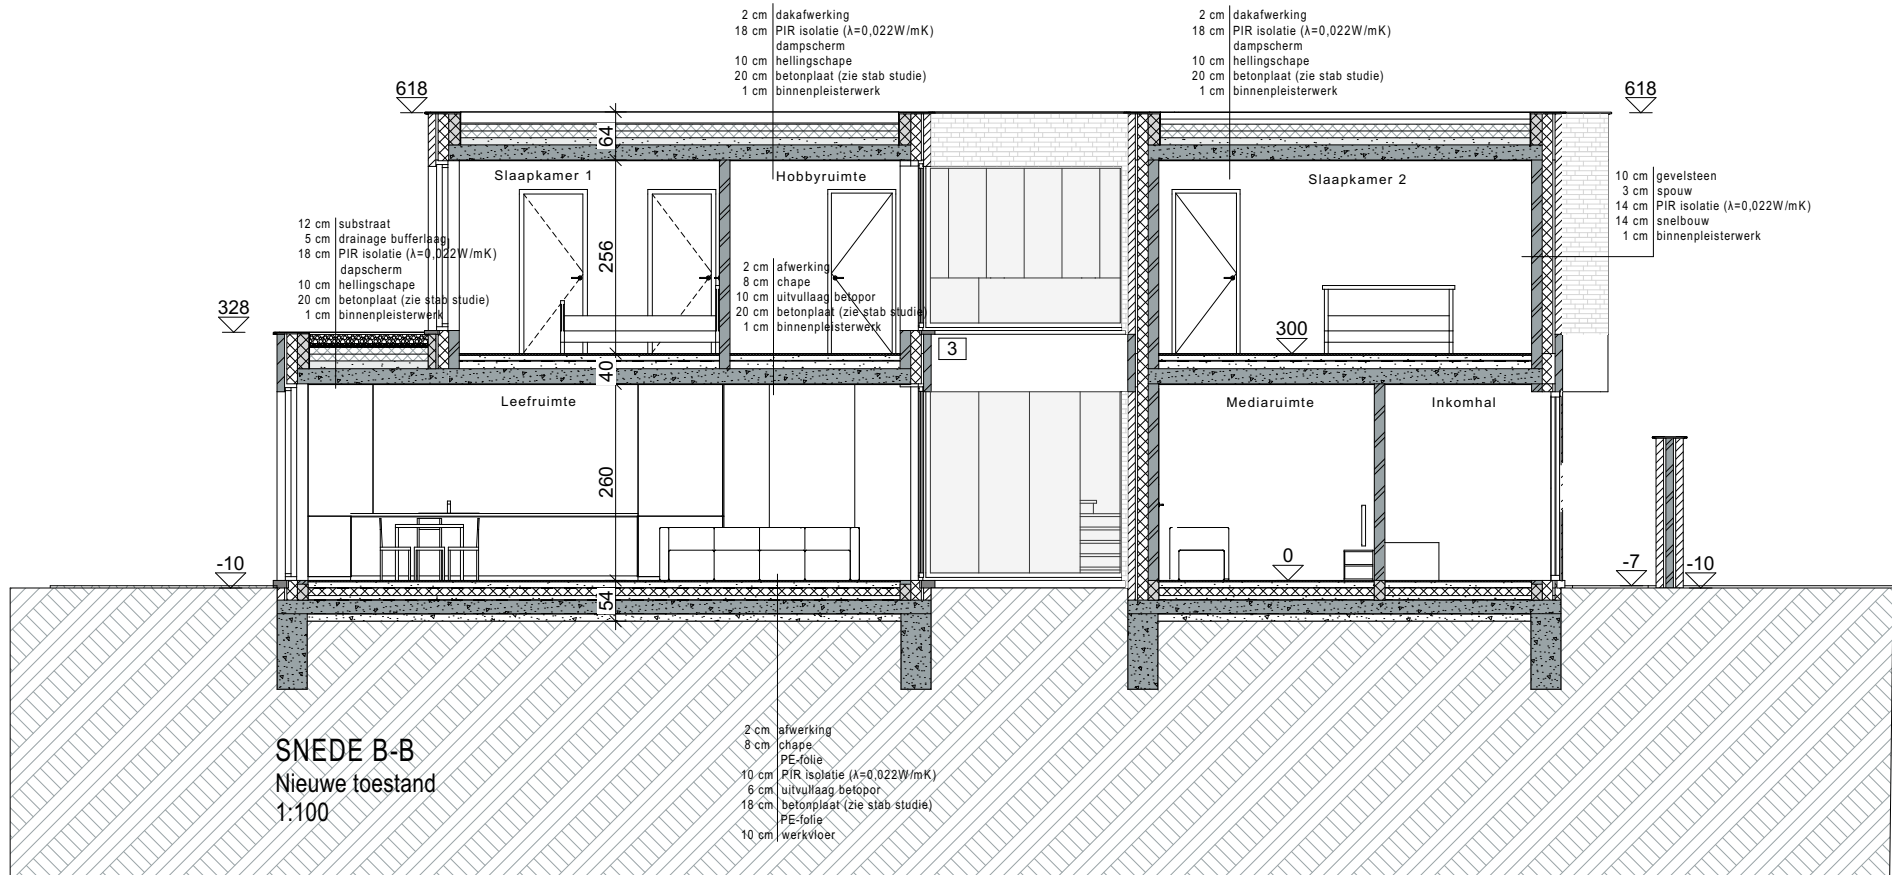 2 cm dakafwerking
18 cm PIR isolatie (λ=0,022W/mK)
dampscherm
10 cm hellingschape
20 cm betonplaat (zie stab studie)
1 cm binnenpleisterwerk
2 cm dakafwerking
18 cm PIR isolatie (λ=0,022W/mK)
dampscherm
10 cm hellingschape
20 cm betonplaat (zie stab studie)
1 cm binnenpleisterwerk
618
618
64
Slaapkamer 1
Hobbyruimte
Slaapkamer 2
10 cm gevelsteen
3 cm spouw
14 cm PIR isolatie (λ=0,022W/mK)
14 cm snelbouw
1 cm binnenpleisterwerk
12 cm substraat
5 cm drainage bufferlaag
18 cm PIR isolatie (λ=0,022W/mK)
dapscherm
10 cm hellingschape
20 cm betonplaat (zie stab studie)
1 cm binnenpleisterwerk
256
2 cm afwerking
8 cm chape
10 cm uitvullaag betopor
20 cm betonplaat (zie stab studie)
1 cm binnenpleisterwerk
328
300
3
40
Leefruimte
Mediaruimte
Inkomhal
260
-10
0
-7
-10
54
2 cm afwerking
8 cm chape
PE-folie
10 cm PIR isolatie (λ=0,022W/mK)
6 cm uitvullaag betopor
18 cm betonplaat (zie stab studie)
PE-folie
10 cm werkvloer
SNEDE B-B
Nieuwe toestand
1:100